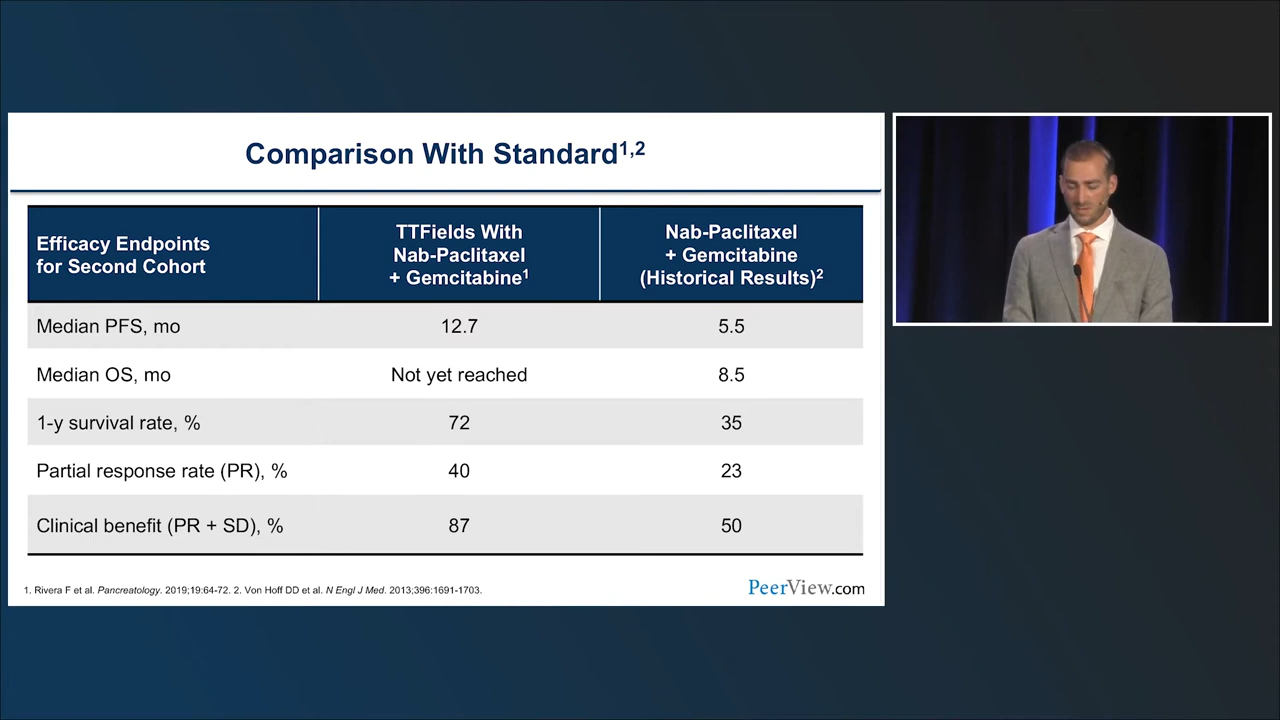 Comparison With Standard1,2
Efficacy Endpoints
for Second Cohort
TTFields With
Nab-Paclitaxel
+ Gemcitabine1
Nab-Paclitaxel
+ Gemcitabine
(Historical Results)2
Median PFS, mo 12.7 5.5
Median OS, mo Not yet reached 8.5
1-y survival rate, % 72 35
Partial response rate (PR), % 40 23
Clinical benefit (PR + SD), % 87 50
1. Rivera F et al. Pancreatology. 2019;19:64-72. 2. Von Hoff DD et al. N Engl J Med. 2013;396:1691-1703.
PeerView.com